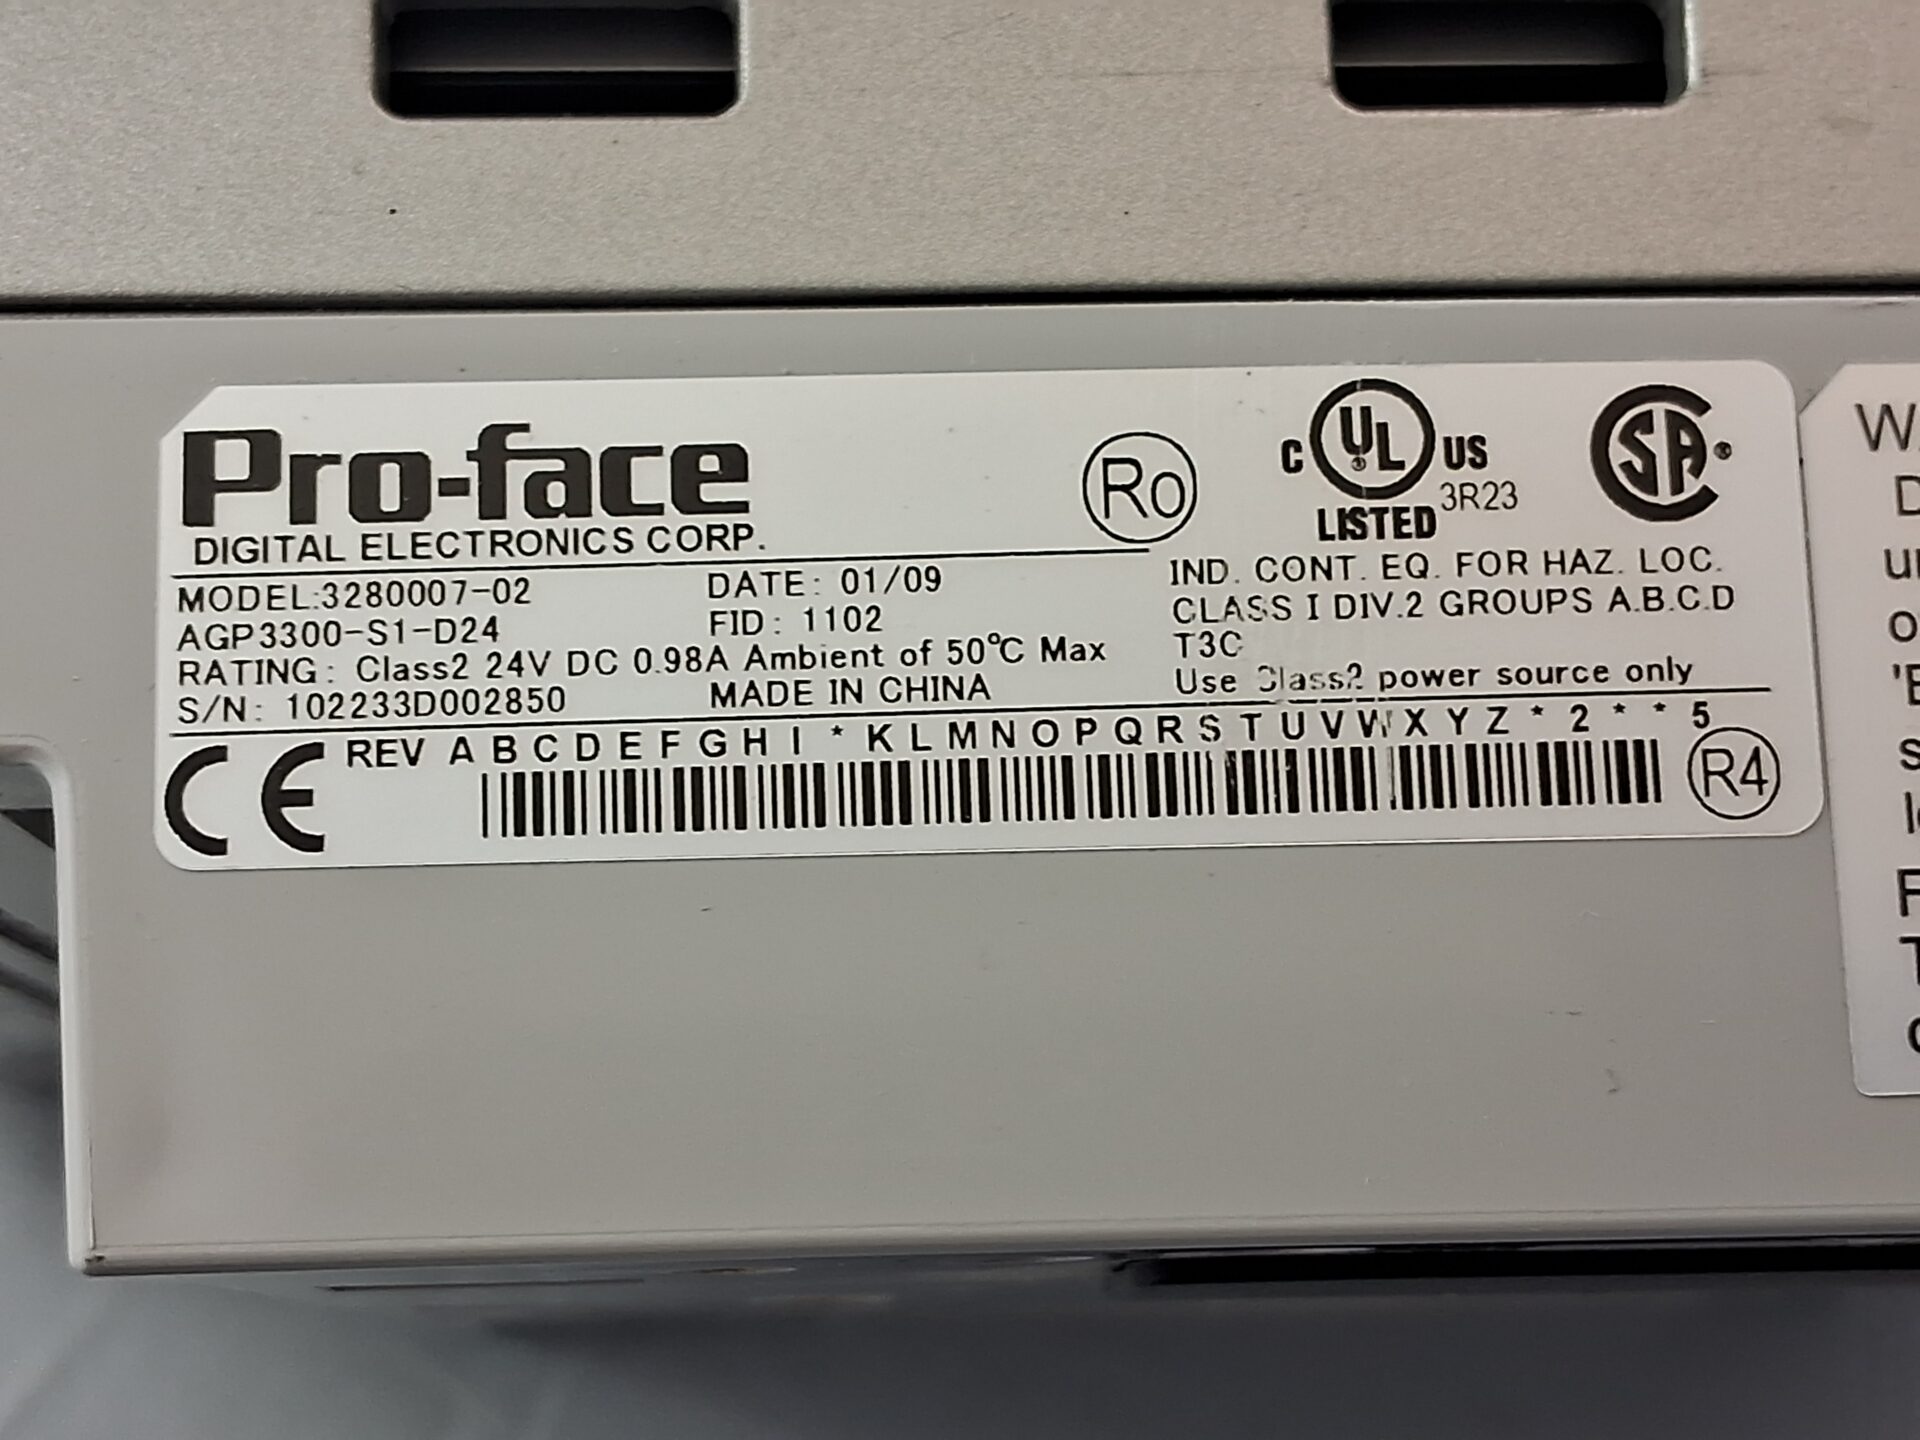 Pro-face
DIGITAL ELECTRONICS CORP.
Ro
C UL US
LISTED 3R23
SA
MODEL:3280007-02
DATE: 01/09
AGP3300-S1-D24
FID: 1102
RATING: Class2 24V DC 0.98A Ambient of 50℃ Max
S/N: 102233D002850
MADE IN CHINA
IND. CONT. EQ. FOR HAZ. LOC.
CLASS I DIV.2 GROUPS A.B.C.D
T3C
Use Class2 power source only
CE
REV A B C D E F G H I * K L M N O P Q R S T U V W X Y Z * 2 * * 5
R4